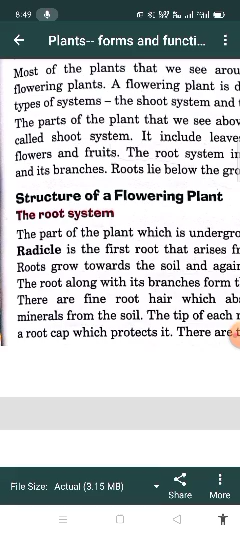 8:49
Plants-- forms and functi...
Most of the plants that we see arou
flowering plants. A flowering plant is d
types of systems – the shoot system and
The parts of the plant that we see abov
called shoot system. It include leave
flowers and fruits. The root system in
and its branches. Roots lie below the gro
Structure of a Flowering Plant
The root system
The part of the plant which is undergro
Radicle is the first root that arises fr
Roots grow towards the soil and again
The root along with its branches form t
There are fine root hair which abs
minerals from the soil. The tip of each r
a root cap which protects it. There are t
File Size: Actual (3.15 MB)
Share
More